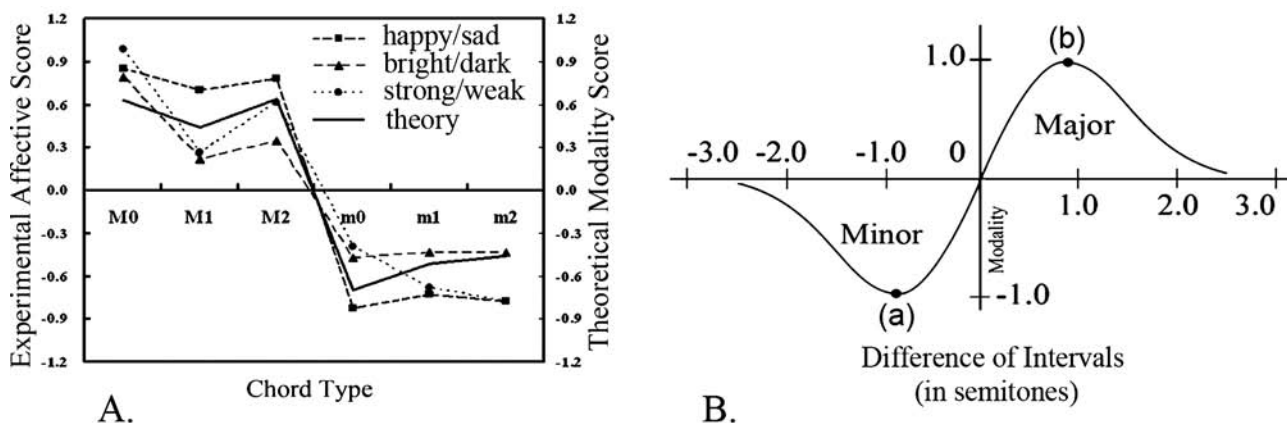 1.2
0.9
0.6
0.3
0.0
-0.3
-0.6
-0.9
-1.2
Experimental Affective Score
happy/sad
bright/dark
strong/weak
theory
M0 M1 M2 m0 m1 m2
1.2
0.9
0.6
0.3
0.0
-0.3
-0.6
-0.9
-1.2
Theoretical Modality Score
Chord Type
A.
(b)
1.0
Major
-3.0 -2.0 -1.0 0
1.0 2.0 3.0
Minor
Modality
-1.0
(a)
Difference of Intervals
(in semitones)
B.